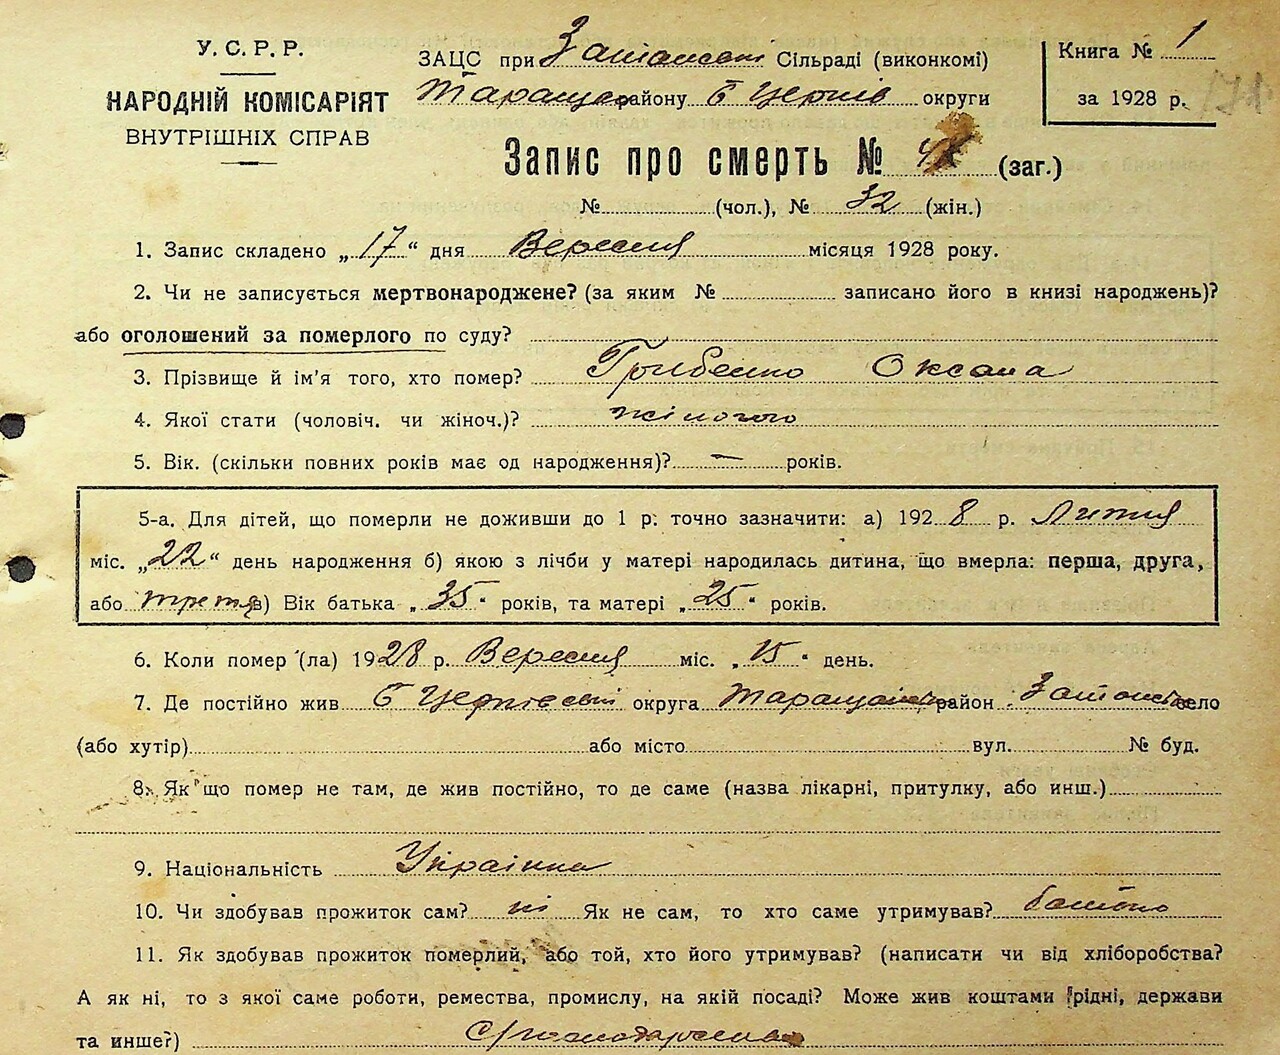 У.С.Р.Р.
НАРОДНІЙ КОМІСАРІЯТ
ВНУТРІШНІХ СПРАВ
ЗАЦС при Сільраді (виконкомі)
Таращан району Б Церків округи
Книга № 1
за 1928 р.
Запис про смерть № (заг.)
№ (чол.), № 32 (жін.)
1. Запис складено „17" дня Вересня місяця 1928 року.
2. Чи не записується мертвонароджене? (за яким № записано його в книзі народжень)?
або оголошений за померлого по суду?
3. Прізвище й ім'я того, хто помер? Грибенко Оксана
4. Якої стати (чоловіч. чи жіноч.)? жіночого
5. Вік. (скільки повних років має од народження)? — років.
5-а. Для дітей, що померли не доживши до 1 р: точно зазначити: а) 1928 р. Липня
міс. „22" день народження б) якою з лічби у матері народилась дитина, що вмерла: перша, друга,
або третя в) Вік батька „35" років, та матері „25" років.
6. Коли помер (ла) 1928 р. Вересня міс. „15" день.
7. Де постійно жив Б Церківській округа Таращанськ район село
(або хутір) або місто вул. № буд.
8. Як що помер не там, де жив постійно, то де саме (назва лікарні, притулку, або инш.)
9. Національність Українка
10. Чи здобував прожиток сам? ні Як не сам, то хто саме утримував? батько
11. Як здобував прожиток померлий, або той, хто його утримував? (написати чи від хліборобства?
А як ні, то з якої саме роботи, ремества, промислу, на якій посаді? Може жив коштами рідні, держави
та инше?)